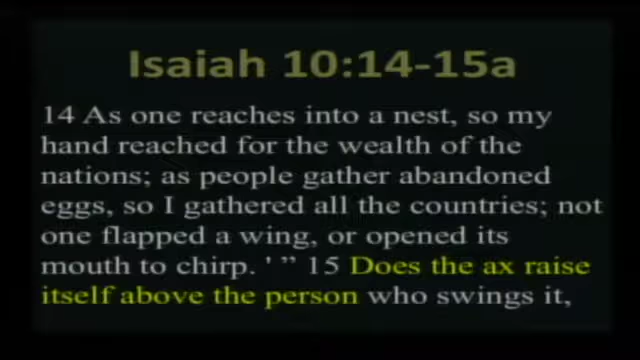 Isaiah 10:14-15a
14 As one reaches into a nest, so my
hand reached for the wealth of the
nations; as people gather abandoned
eggs, so I gathered all the countries; not
one flapped a wing, or opened its
mouth to chirp. ' ” 15 Does the ax raise
itself above the person who swings it,